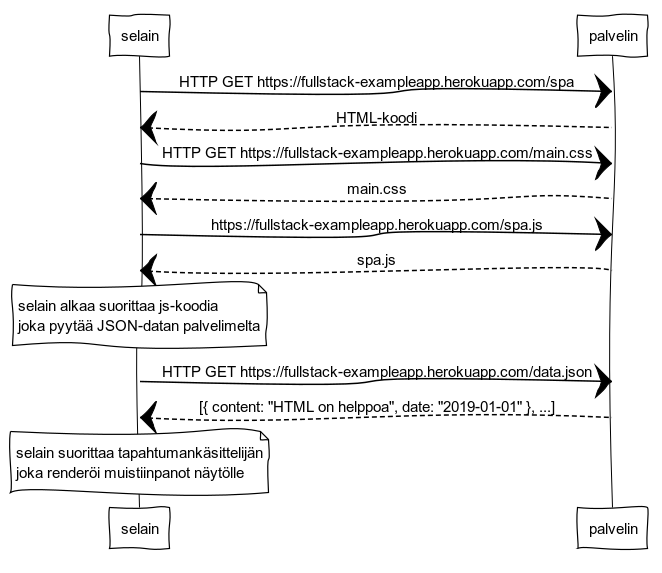 selain palvelin
HTTP GET https://fullstack-exampleapp.herokuapp.com/spa
HTML-koodi
HTTP GET https://fullstack-exampleapp.herokuapp.com/main.css
main.css
https://fullstack-exampleapp.herokuapp.com/spa.js
spa.js
selain alkaa suorittaa js-koodia
joka pyytää JSON-datan palvelimelta
HTTP GET https://fullstack-exampleapp.herokuapp.com/data.json
[{ content: "HTML on helppoa", date: "2019-01-01" }, ...]
selain suorittaa tapahtumankäsittelijän
joka renderöi muistiinpanot näytölle
selain palvelin